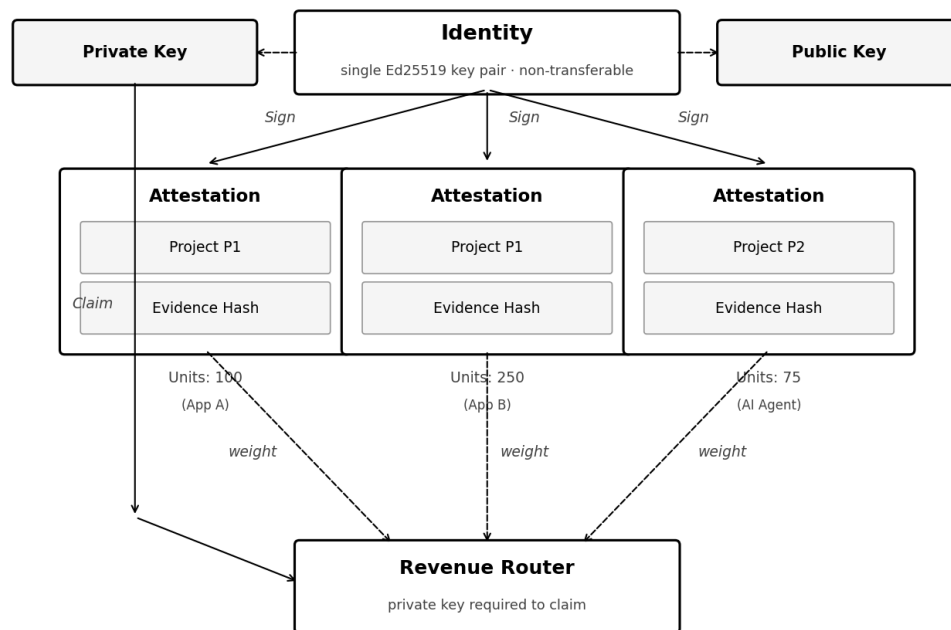 Private Key
Identity
single Ed25519 key pair · non-transferable
Public Key
Sign
Sign
Sign
Attestation
Project P1
Evidence Hash
Attestation
Project P1
Evidence Hash
Attestation
Project P2
Evidence Hash
Claim
Units: 100
(App A)
Units: 250
(App B)
Units: 75
(AI Agent)
weight
weight
weight
Revenue Router
private key required to claim